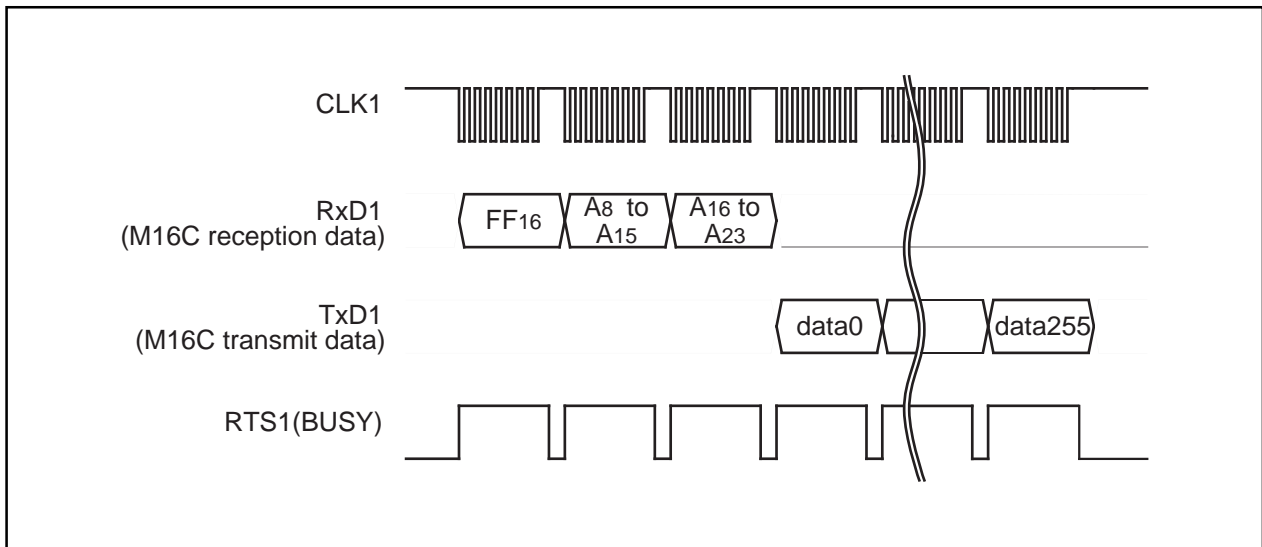 CLK1
RxD1
(M16C reception data)
FF16
A8 to
A15
A16 to
A23
TxD1
(M16C transmit data)
data0
data255
RTS1(BUSY)